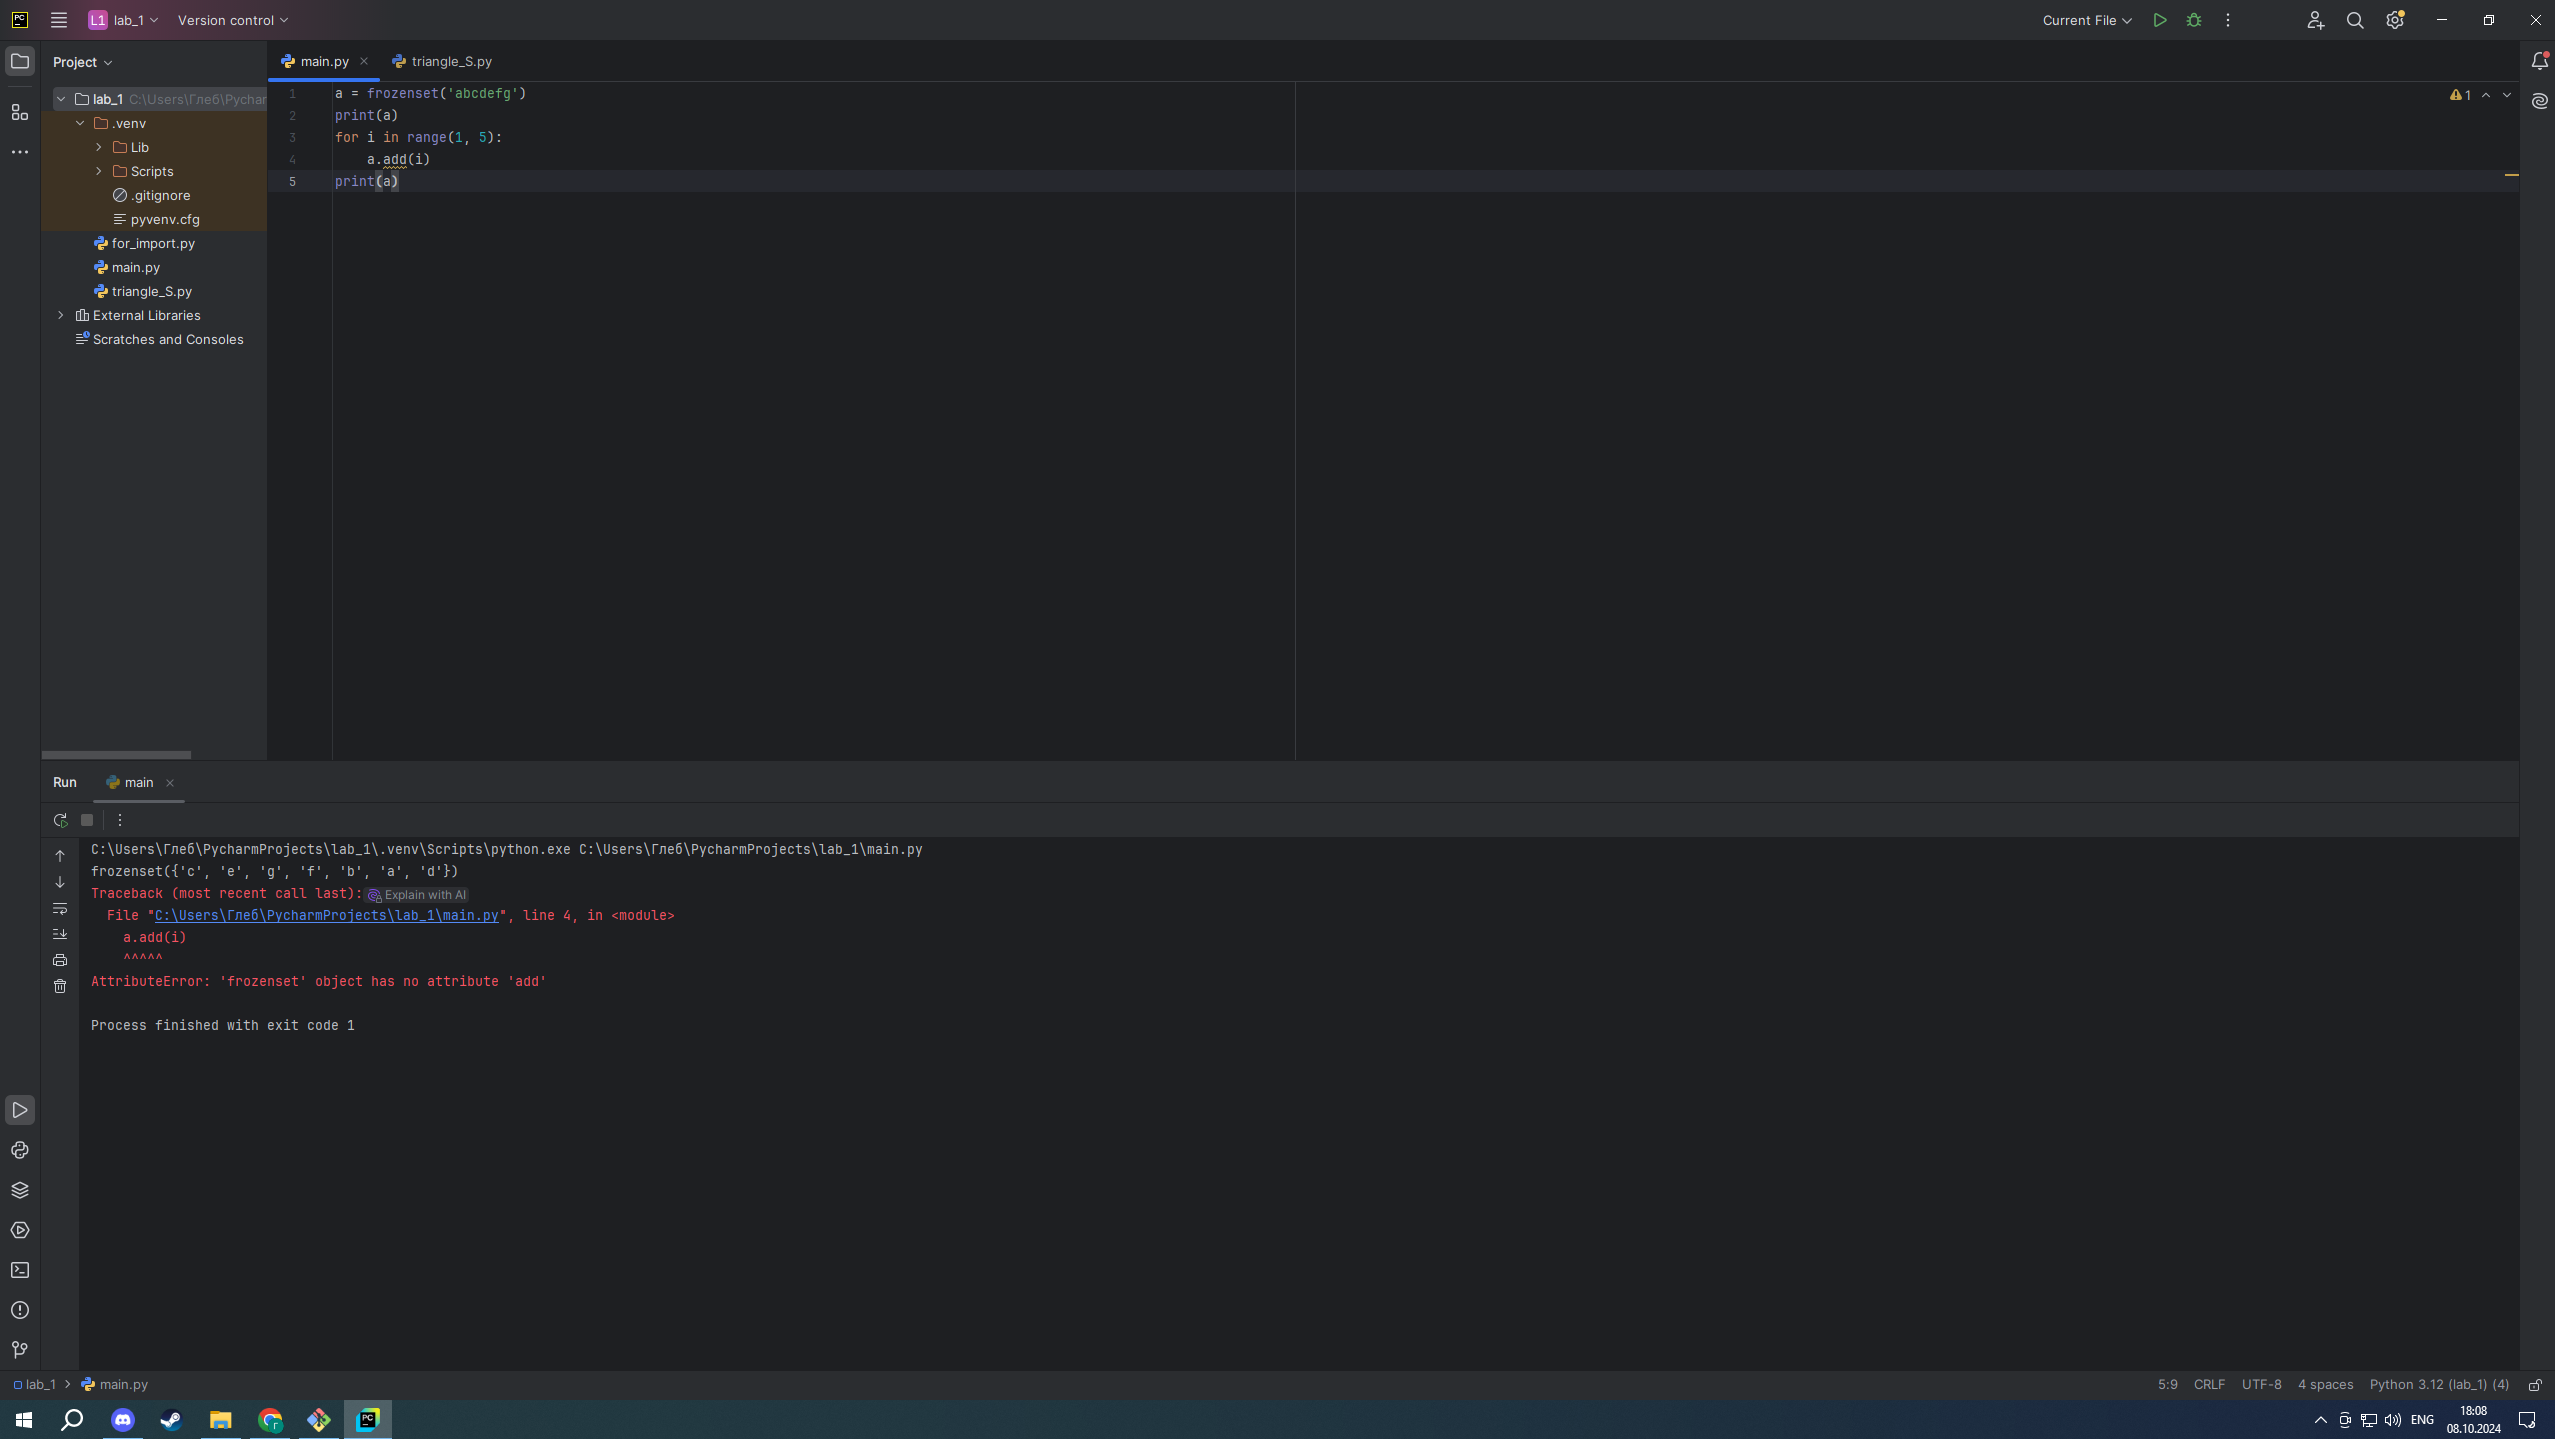 PC
L1 lab_1
Version control
Current File
Project
main.py
triangle_S.py
lab_1 C:\Users\Глеб\Pychar
.venv
Lib
Scripts
.gitignore
pyvenv.cfg
for_import.py
main.py
triangle_S.py
External Libraries
Scratches and Consoles
1 a = frozenset('abcdefg')
2 print(a)
3 for i in range(1, 5):
4     a.add(i)
5 print(a)
1
Run
main
C:\Users\Глеб\PycharmProjects\lab_1\.venv\Scripts\python.exe C:\Users\Глеб\PycharmProjects\lab_1\main.py
frozenset({'c', 'e', 'g', 'f', 'b', 'a', 'd'})
Traceback (most recent call last): Explain with AI
  File "C:\Users\Глеб\PycharmProjects\lab_1\main.py", line 4, in <module>
    a.add(i)
    ^^^^^
AttributeError: 'frozenset' object has no attribute 'add'
Process finished with exit code 1
lab_1 > main.py
5:9 CRLF UTF-8 4 spaces Python 3.12 (lab_1) (4)
Г
PC
ENG
18:08
08.10.2024